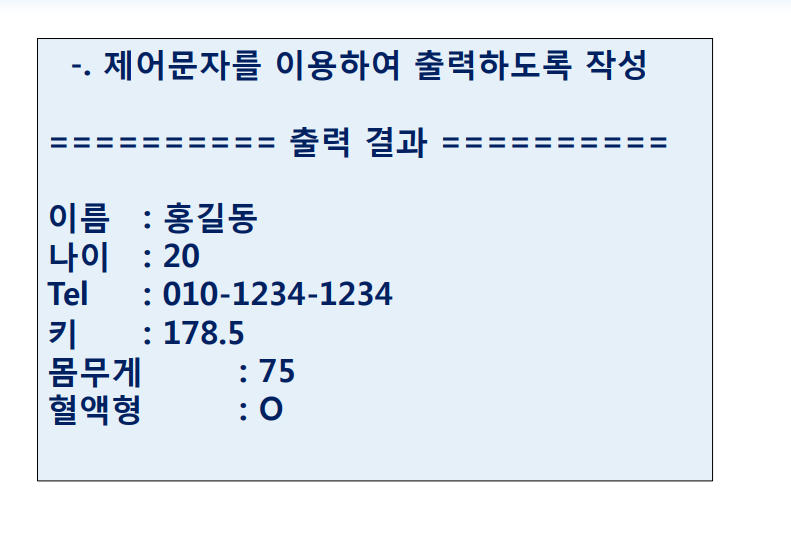 -. 제어문자를 이용하여 출력하도록 작성
========== 출력 결과 ==========
이름 : 홍길동
나이 : 20
Tel : 010-1234-1234
키 : 178.5
몸무게 : 75
혈액형 : O